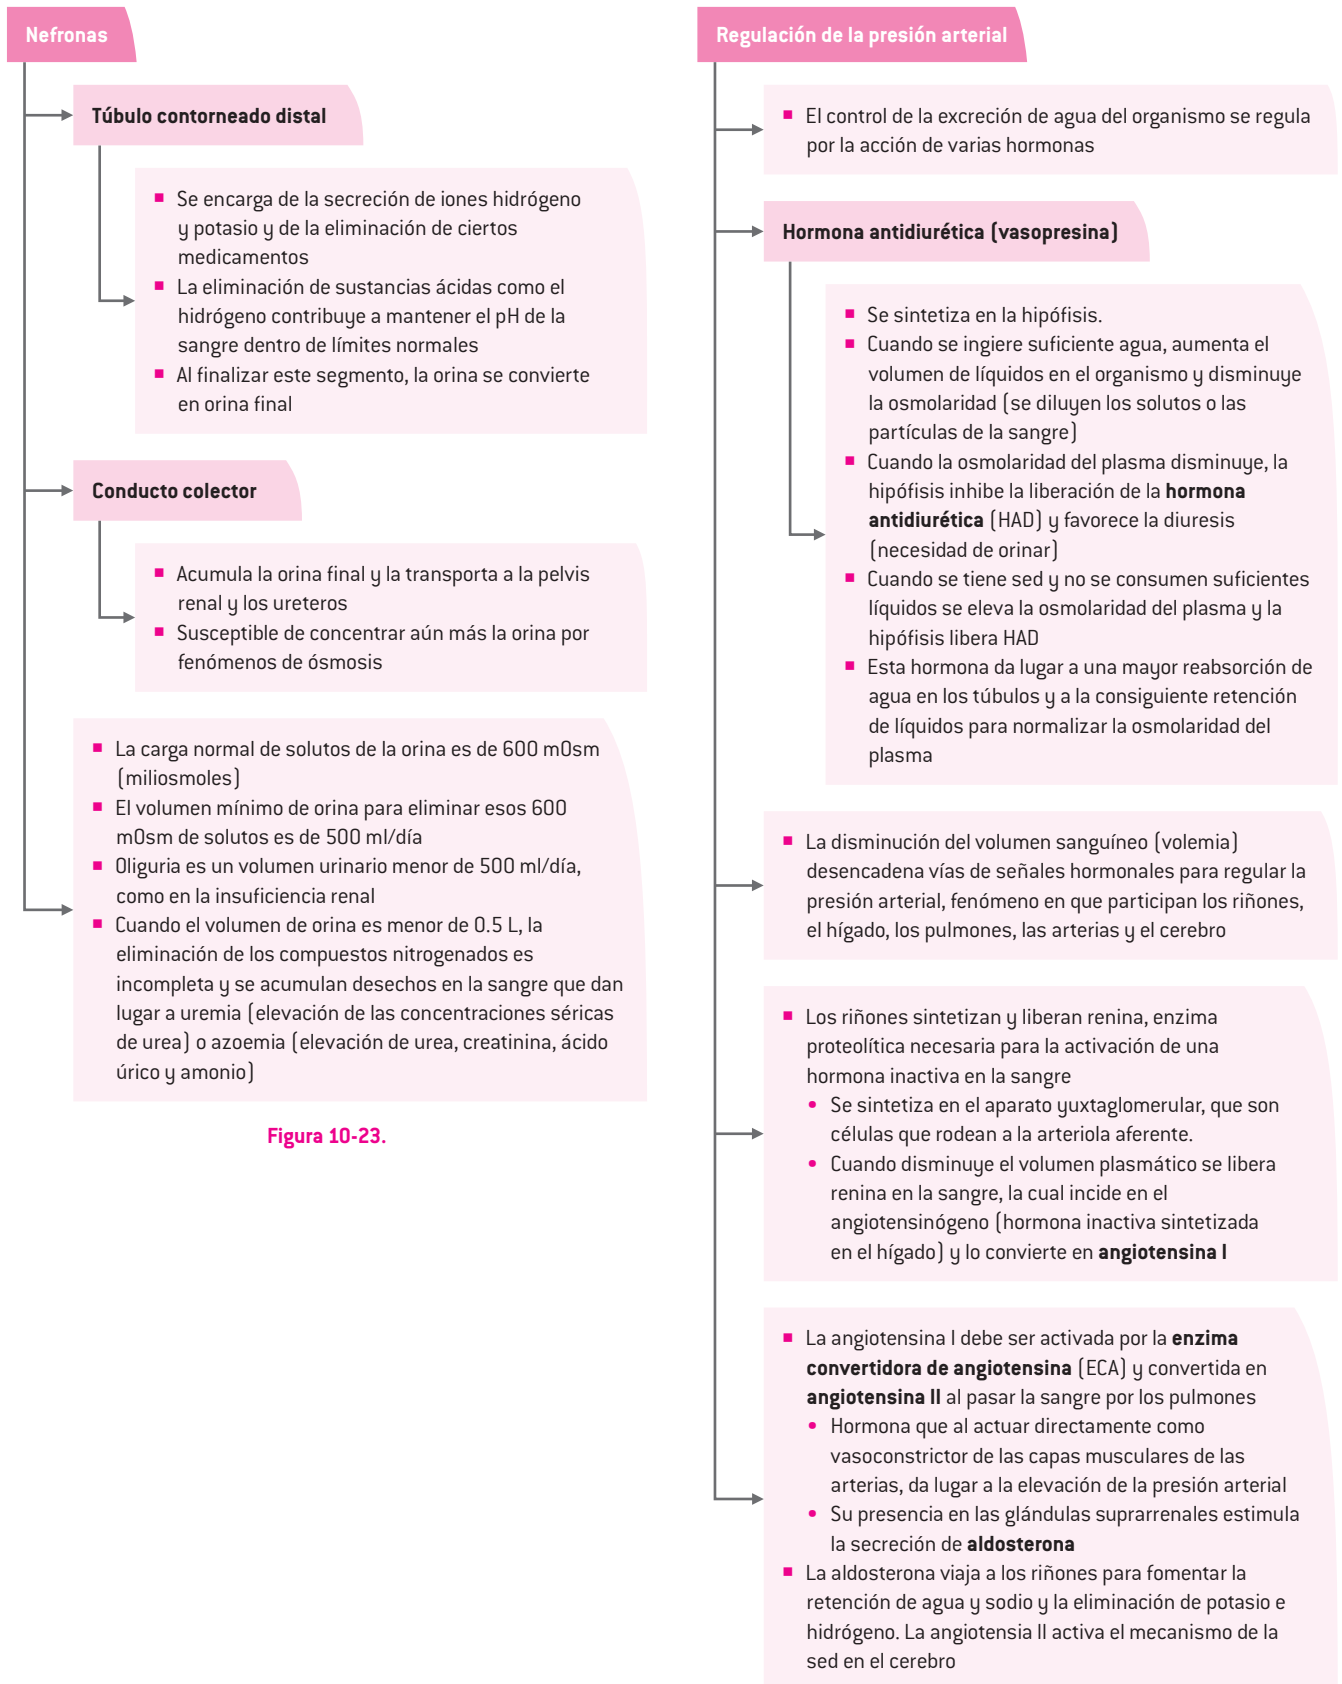 Nefronas
Túbulo contorneado distal
Se encarga de la secreción de iones hidrógeno
y potasio y de la eliminación de ciertos
medicamentos
La eliminación de sustancias ácidas como el
hidrógeno contribuye a mantener el pH de la
sangre dentro de límites normales
Al finalizar este segmento, la orina se convierte
en orina final
Conducto colector
Acumula la orina final y la transporta a la pelvis
renal y los ureteros
Susceptible de concentrar aún más la orina por
fenómenos de ósmosis
La carga normal de solutos de la orina es de 600 mOsm
(miliosmoles)
El volumen mínimo de orina para eliminar esos 600
mOsm de solutos es de 500 ml/día
Oliguria es un volumen urinario menor de 500 ml/día,
como en la insuficiencia renal
Cuando el volumen de orina es menor de 0.5 L, la
eliminación de los compuestos nitrogenados es
incompleta y se acumulan desechos en la sangre que dan
lugar a uremia (elevación de las concentraciones séricas
de urea) o azoemia (elevación de urea, creatinina, ácido
úrico y amonio)
Figura 10-23.
Regulación de la presión arterial
El control de la excreción de agua del organismo se regula
por la acción de varias hormonas
Hormona antidiurética (vasopresina)
Se sintetiza en la hipófisis.
Cuando se ingiere suficiente agua, aumenta el
volumen de líquidos en el organismo y disminuye
la osmolaridad (se diluyen los solutos o las
partículas de la sangre)
Cuando la osmolaridad del plasma disminuye, la
hipófisis inhibe la liberación de la hormona
antidiurética (HAD) y favorece la diuresis
(necesidad de orinar)
Cuando se tiene sed y no se consumen suficientes
líquidos se eleva la osmolaridad del plasma y la
hipófisis libera HAD
Esta hormona da lugar a una mayor reabsorción de
agua en los túbulos y a la consiguiente retención
de líquidos para normalizar la osmolaridad del
plasma
La disminución del volumen sanguíneo (volemia)
desencadena vías de señales hormonales para regular la
presión arterial, fenómeno en que participan los riñones,
el hígado, los pulmones, las arterias y el cerebro
Los riñones sintetizan y liberan renina, enzima
proteolítica necesaria para la activación de una
hormona inactiva en la sangre
Se sintetiza en el aparato yuxtaglomerular, que son
células que rodean a la arteriola aferente.
Cuando disminuye el volumen plasmático se libera
renina en la sangre, la cual incide en el
angiotensinógeno (hormona inactiva sintetizada
en el hígado) y lo convierte en angiotensina I
La angiotensina I debe ser activada por la enzima
convertidora de angiotensina (ECA) y convertida en
angiotensina II al pasar la sangre por los pulmones
Hormona que al actuar directamente como
vasoconstrictor de las capas musculares de las
arterias, da lugar a la elevación de la presión arterial
Su presencia en las glándulas suprarrenales estimula
la secreción de aldosterona
La aldosterona viaja a los riñones para fomentar la
retención de agua y sodio y la eliminación de potasio e
hidrógeno. La angiotensia II activa el mecanismo de la
sed en el cerebro